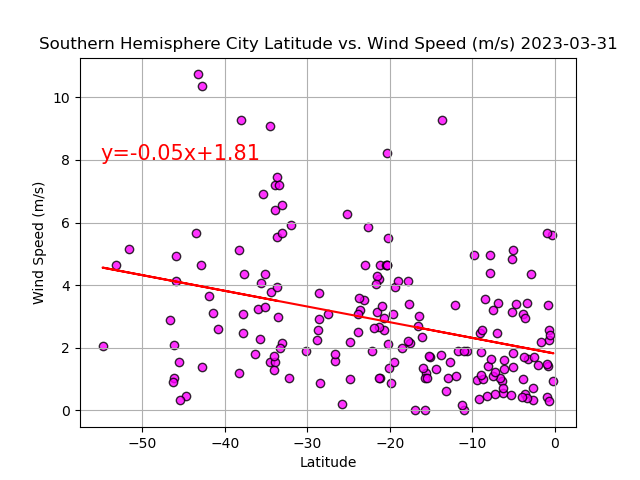 Southern Hemisphere City Latitude vs. Wind Speed (m/s) 2023-03-31
10
8
6
4
2
0
Wind Speed (m/s)
y=-0.05x+1.81
−50 −40 −30 −20 −10 0
Latitude